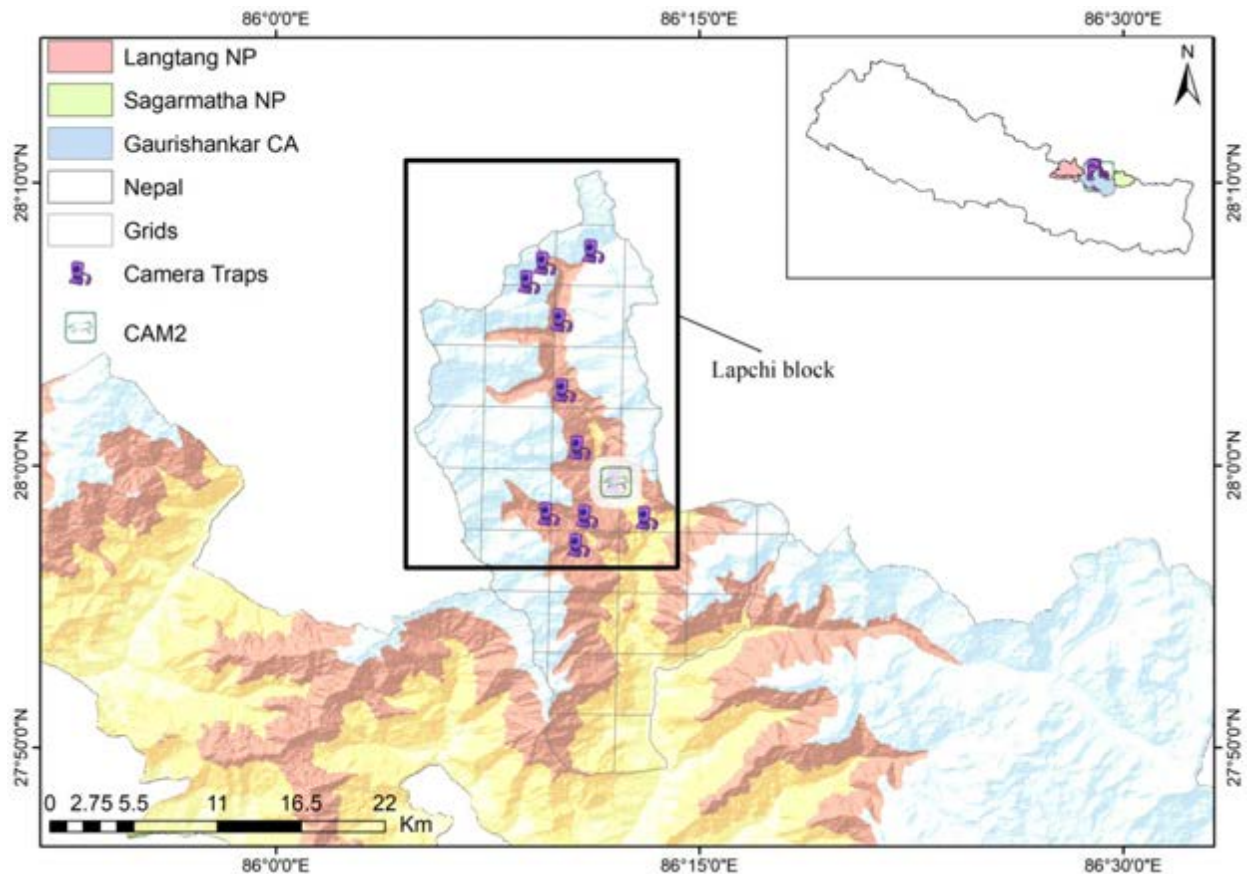 86°0'0"E 86°15'0"E 86°30'0"E
Langtang NP
Sagarmatha NP
Gaurishankar CA
Nepal
Grids
Camera Traps
CAM2
N
28°10'0"N 28°10'0"N
Lapchi block
28°0'0"N 28°0'0"N
27°50'0"N 27°50'0"N
0 2.75 5.5 11 16.5 22
Km
86°0'0"E 86°15'0"E 86°30'0"E